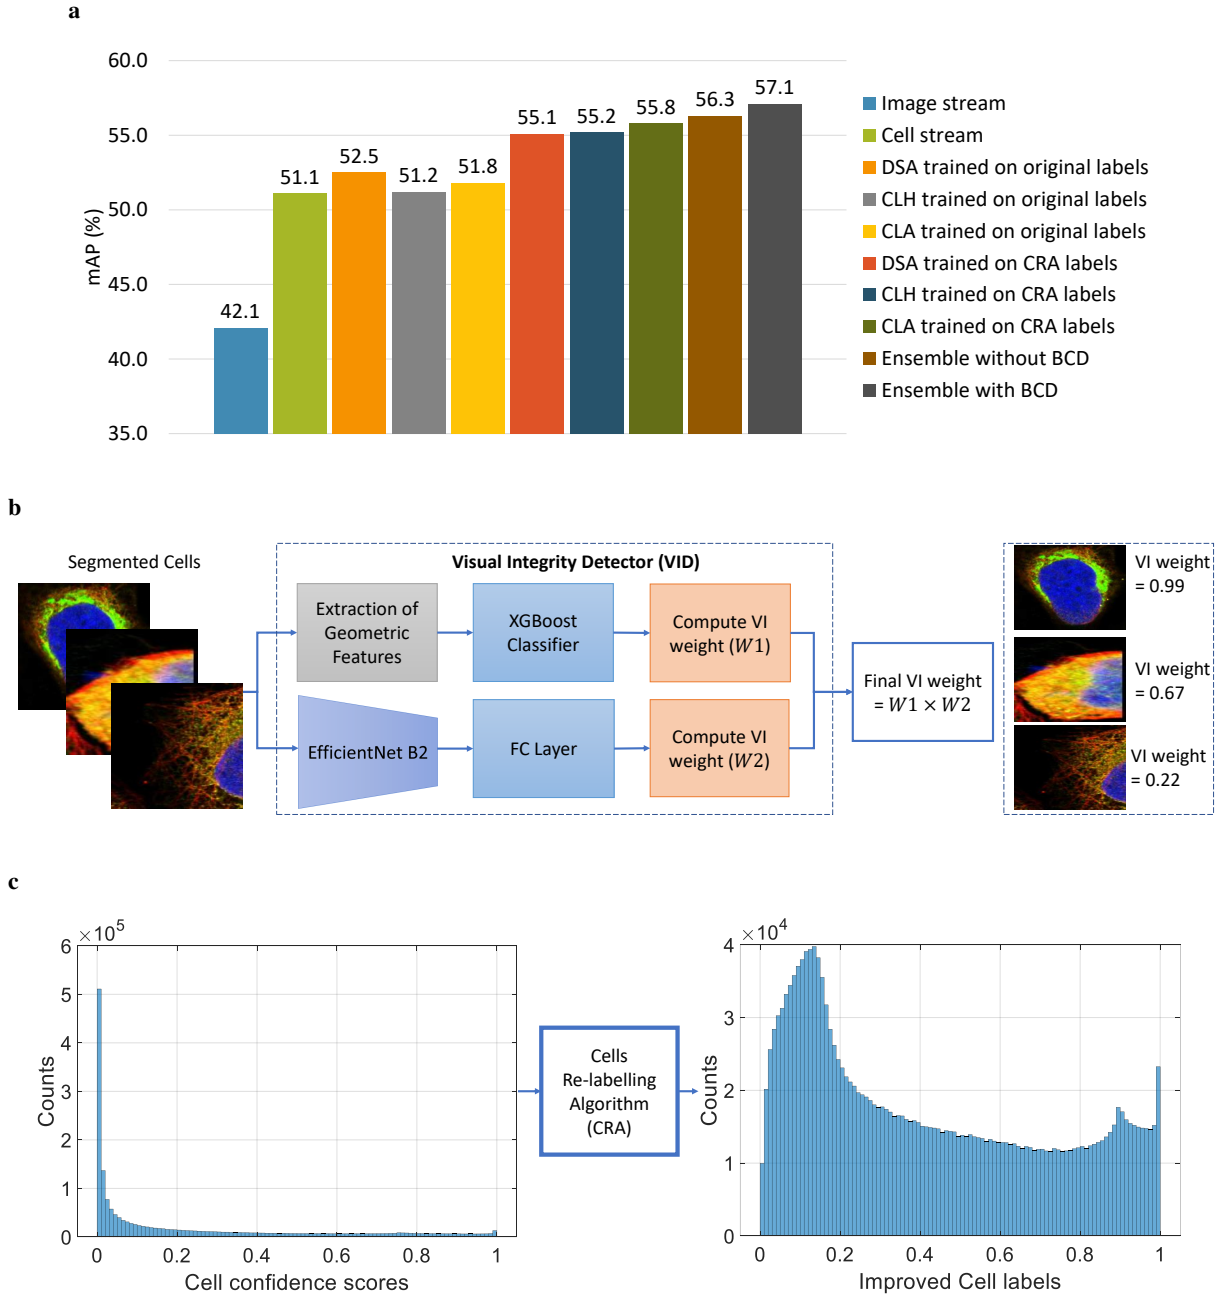 a
60.0
55.0
50.0
45.0
40.0
35.0
mAP (%)
42.1
51.1
52.5
51.2
51.8
55.1
55.2
55.8
56.3
57.1
Image stream
Cell stream
DSA trained on original labels
CLH trained on original labels
CLA trained on original labels
DSA trained on CRA labels
CLH trained on CRA labels
CLA trained on CRA labels
Ensemble without BCD
Ensemble with BCD
b
Segmented Cells
Visual Integrity Detector (VID)
Extraction of
Geometric
Features
XGBoost
Classifier
Compute VI
weight (W1)
EfficientNet B2
FC Layer
Compute VI
weight (W2)
Final VI weight
= W1 × W2
VI weight
= 0.99
VI weight
= 0.67
VI weight
= 0.22
c
×10⁵
6
5
4
3
2
1
0
Counts
0 0.2 0.4 0.6 0.8 1
Cell confidence scores
Cells
Re-labelling
Algorithm
(CRA)
×10⁴
4
3
2
1
0
Counts
0 0.2 0.4 0.6 0.8 1
Improved Cell labels